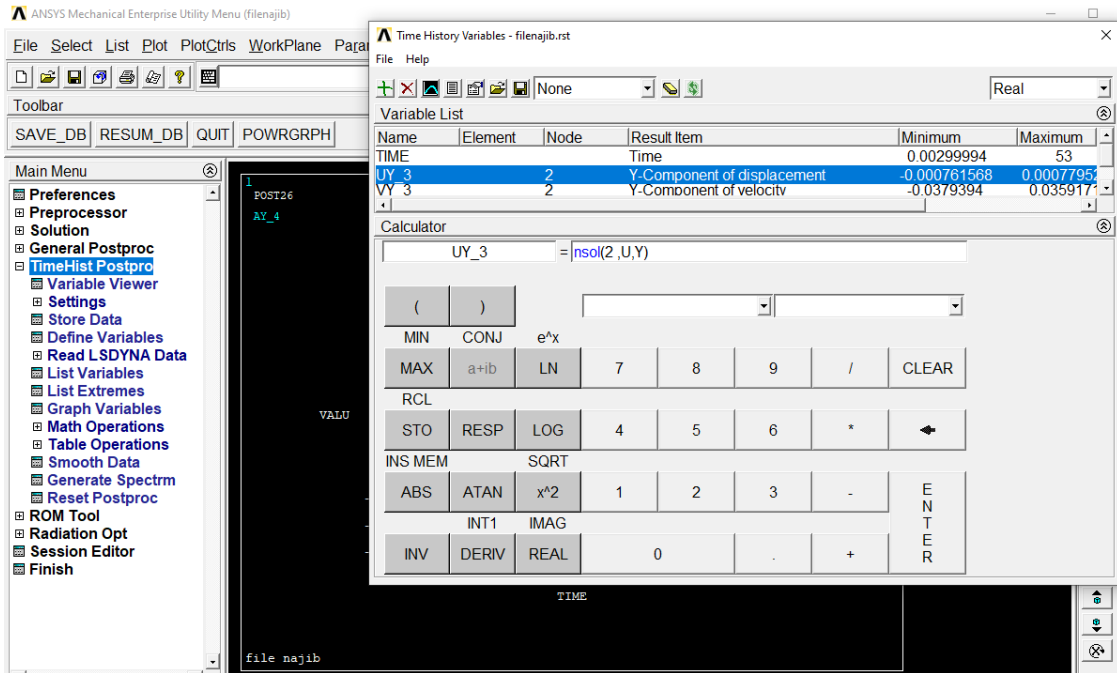 ANSYS Mechanical Enterprise Utility Menu (filenajib)
File Select List Plot PlotCtrls WorkPlane Para
Toolbar
SAVE_DB RESUM_DB QUIT POWRGRPH
Main Menu
Preferences
Preprocessor
Solution
General Postproc
TimeHist Postpro
Variable Viewer
Settings
Store Data
Define Variables
Read LSDYNA Data
List Variables
List Extremes
Graph Variables
Math Operations
Table Operations
Smooth Data
Generate Spectrm
Reset Postproc
ROM Tool
Radiation Opt
Session Editor
Finish
1
POST26
AY_4
VALU
TIME
file najib
Time History Variables - filenajib.rst
File Help
None Real
Variable List
Name Element Node Result Item Minimum Maximum
TIME Time 0.00299994 53
UY_3 2 Y-Component of displacement -0.000761568 0.00077952
VY_3 2 Y-Component of velocity -0.0379394 0.0359171
Calculator
UY_3 = nsol(2 ,U,Y)
( )
MIN CONJ e^x
MAX a+ib LN 7 8 9 / CLEAR
RCL
STO RESP LOG 4 5 6 *
INS MEM SQRT
ABS ATAN x^2 1 2 3 - ENTER
INT1 IMAG
INV DERIV REAL 0 . +